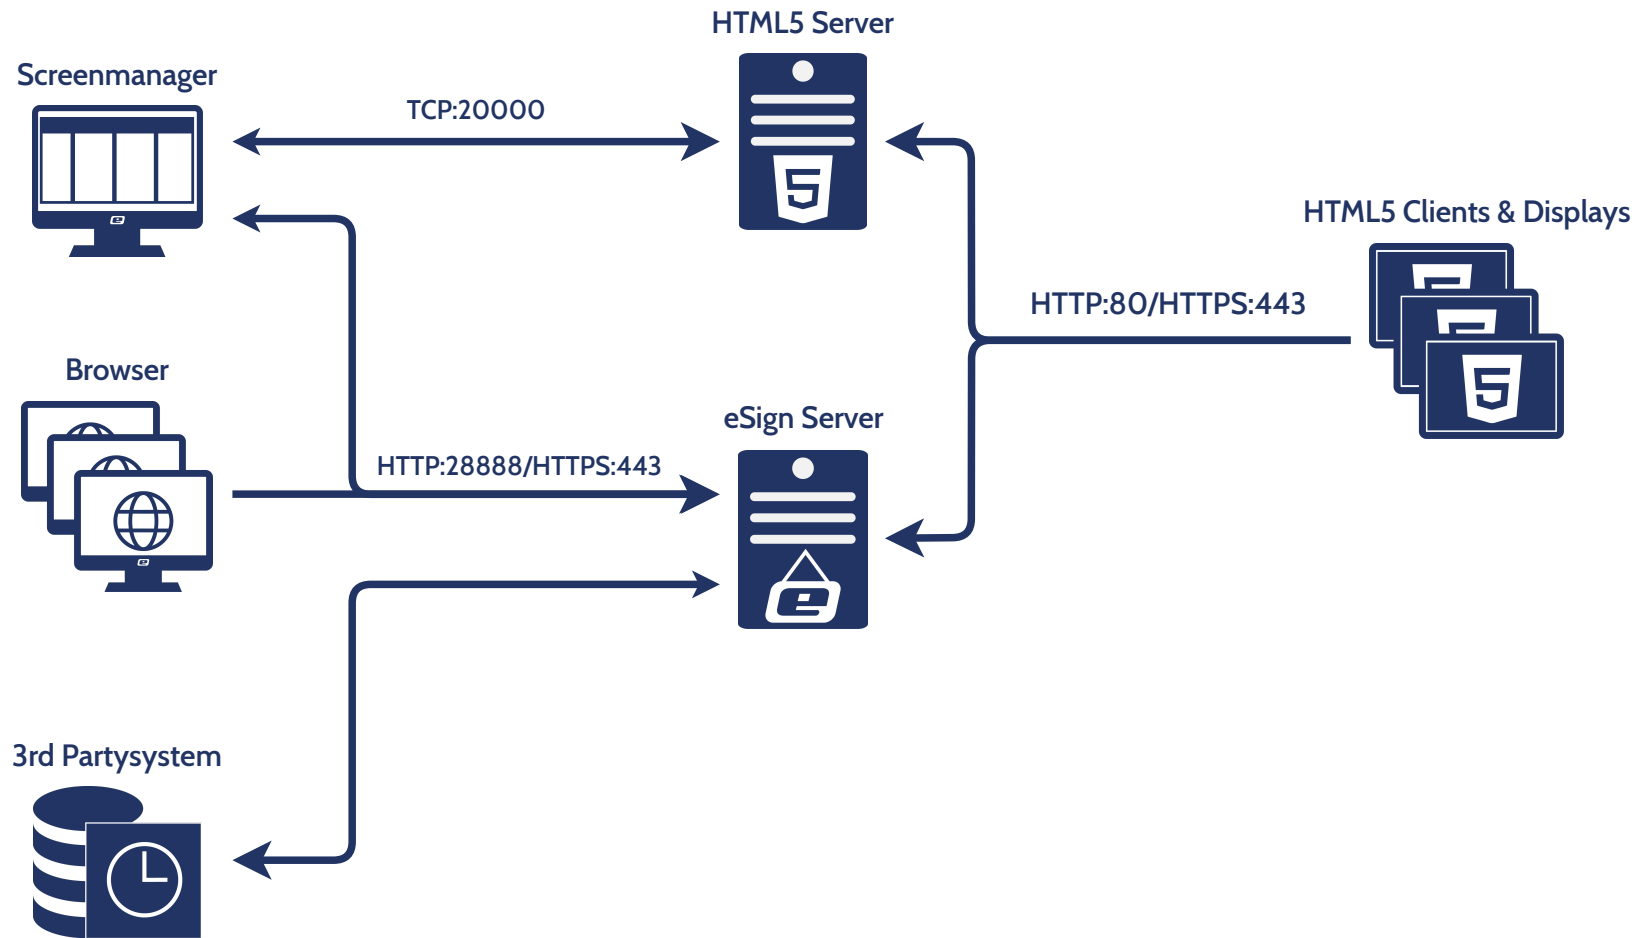 HTML5 Server
Screenmanager
TCP:20000
HTML5 Clients & Displays
HTTP:80/HTTPS:443
Browser
eSign Server
HTTP:28888/HTTPS:443
3rd Partysystem